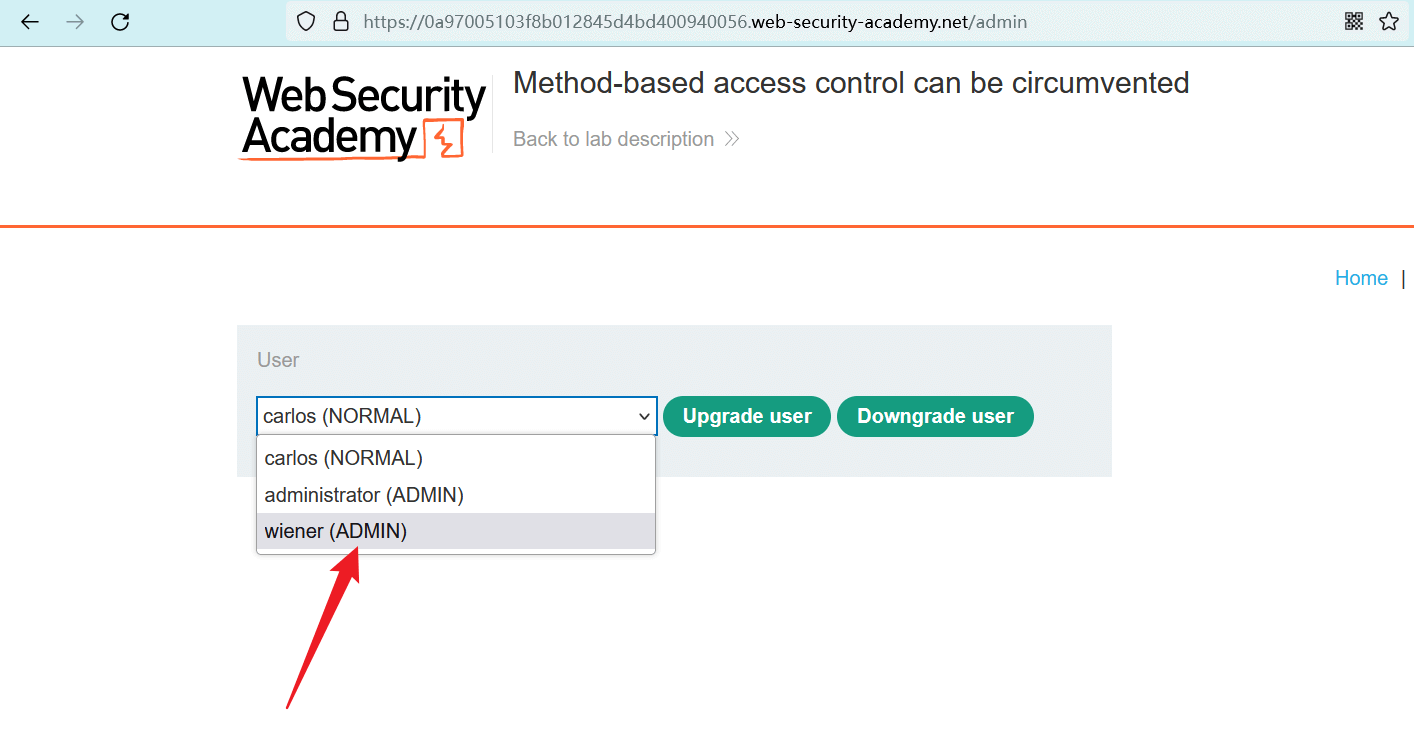 https://0a97005103f8b012845d4bd400940056.web-security-academy.net/admin
Web Security
Academy
Method-based access control can be circumvented
Back to lab description
Home |
User
carlos (NORMAL)
Upgrade user
Downgrade user
carlos (NORMAL)
administrator (ADMIN)
wiener (ADMIN)